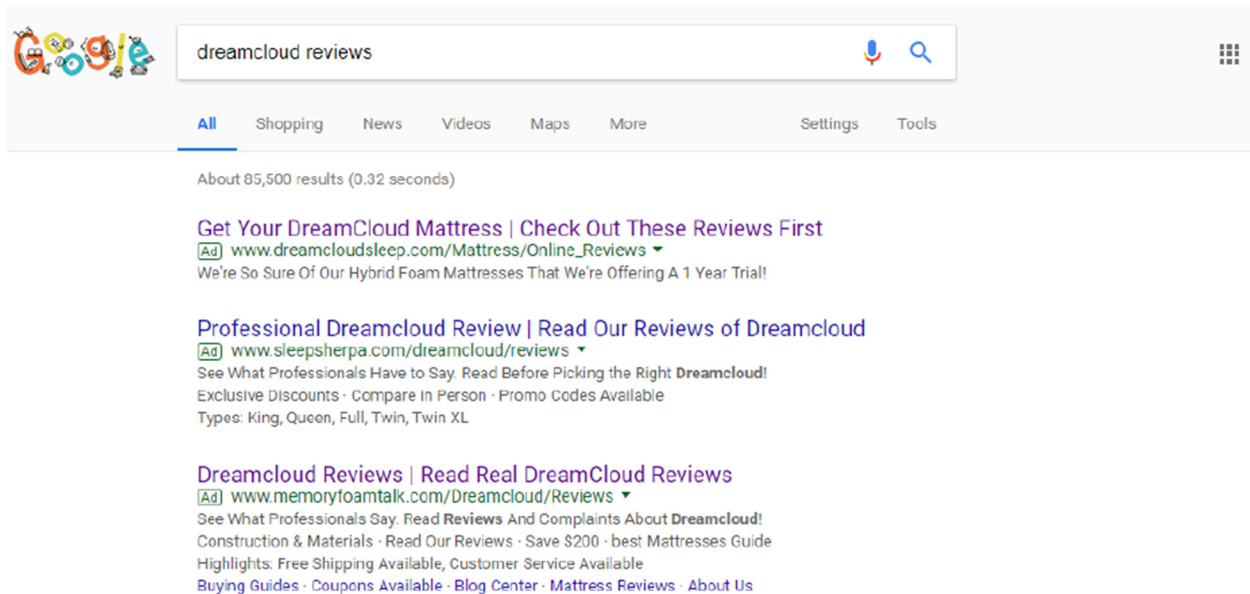 Google
dreamcloud reviews
All Shopping News Videos Maps More Settings Tools
About 85,500 results (0.32 seconds)
Get Your DreamCloud Mattress | Check Out These Reviews First
Ad www.dreamcloudsleep.com/Mattress/Online_Reviews
We're So Sure Of Our Hybrid Foam Mattresses That We're Offering A 1 Year Trial!
Professional Dreamcloud Review | Read Our Reviews of Dreamcloud
Ad www.sleepsherpa.com/dreamcloud/reviews
See What Professionals Have to Say. Read Before Picking the Right Dreamcloud!
Exclusive Discounts · Compare In Person · Promo Codes Available
Types: King, Queen, Full, Twin, Twin XL
Dreamcloud Reviews | Read Real DreamCloud Reviews
Ad www.memoryfoamtalk.com/Dreamcloud/Reviews
See What Professionals Say. Read Reviews And Complaints About Dreamcloud!
Construction & Materials · Read Our Reviews · Save $200 · best Mattresses Guide
Highlights: Free Shipping Available, Customer Service Available
Buying Guides · Coupons Available · Blog Center · Mattress Reviews · About Us